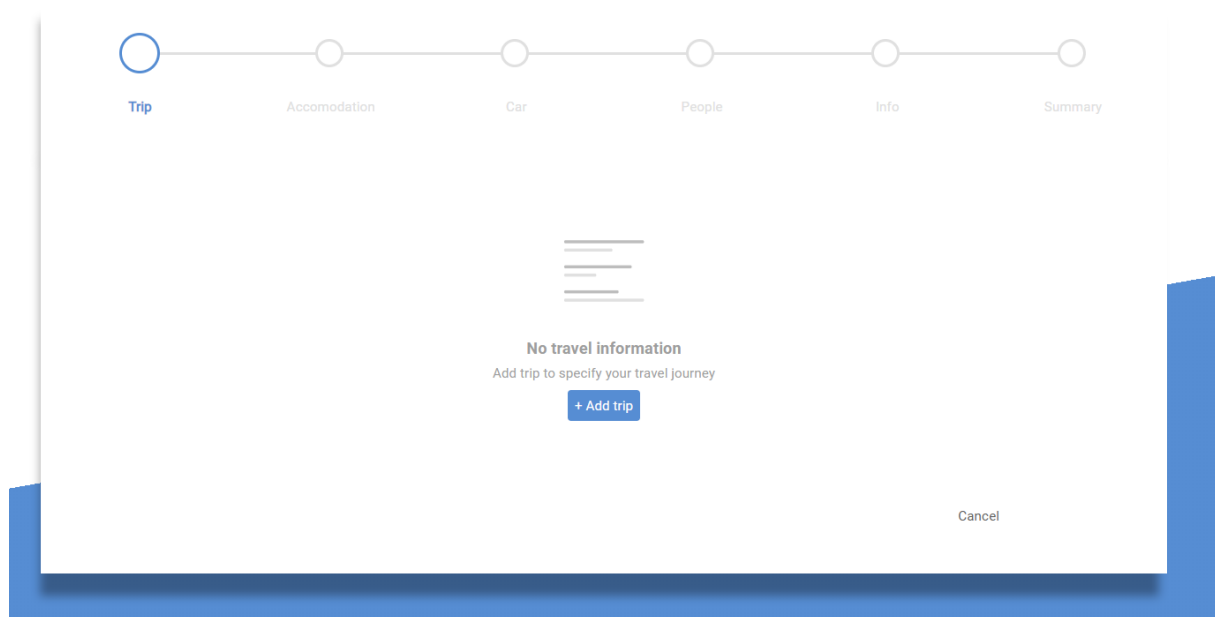 Trip Accomodation Car People Info Summary
No travel information
Add trip to specify your travel journey
+ Add trip
Cancel